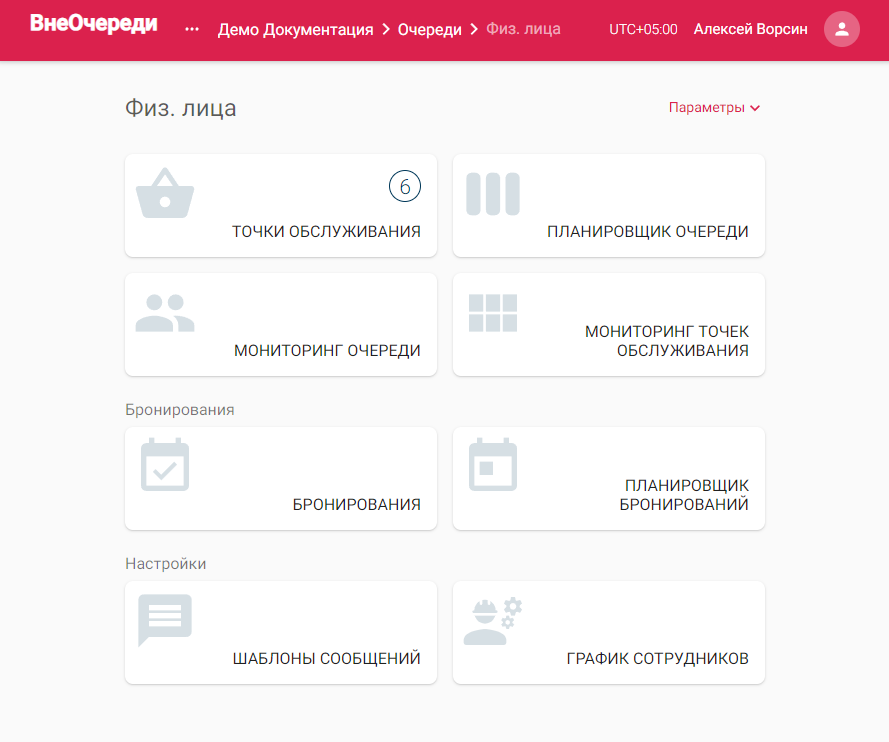 ВнеОчереди
Демо Документация
Очереди
Физ. лица
UTC+05:00
Алексей Ворсин
Физ. лица
Параметры
6
ТОЧКИ ОБСЛУЖИВАНИЯ
ПЛАНИРОВЩИК ОЧЕРЕДИ
МОНИТОРИНГ ОЧЕРЕДИ
МОНИТОРИНГ ТОЧЕК
ОБСЛУЖИВАНИЯ
Бронирования
БРОНИРОВАНИЯ
ПЛАНИРОВЩИК
БРОНИРОВАНИЙ
Настройки
ШАБЛОНЫ СООБЩЕНИЙ
ГРАФИК СОТРУДНИКОВ